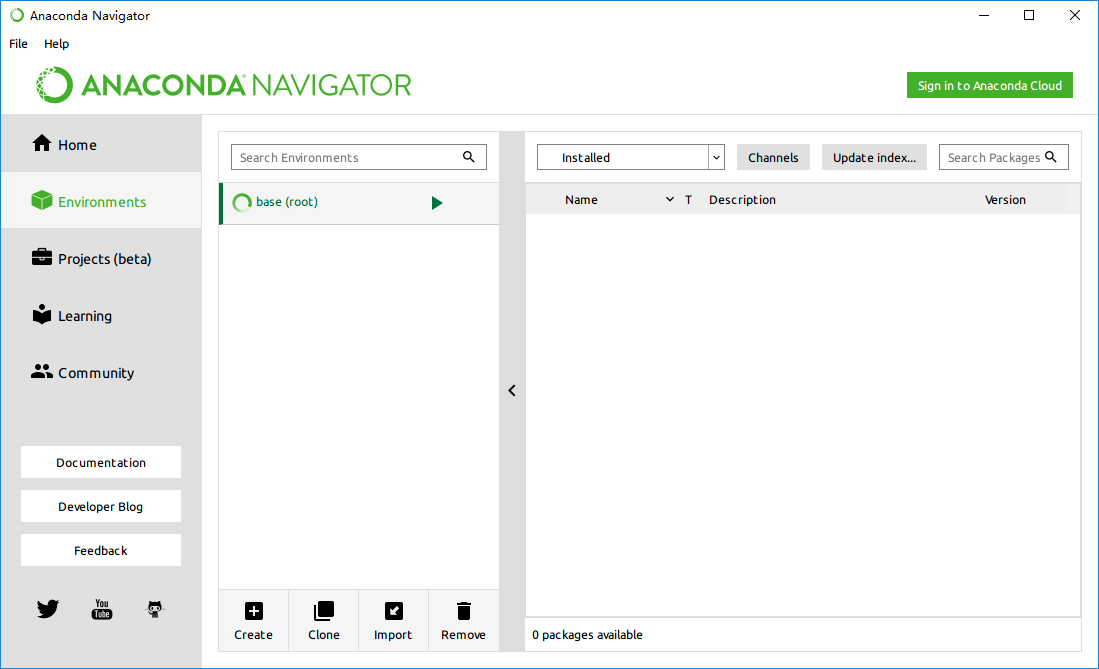 Anaconda Navigator
File Help
ANACONDA NAVIGATOR
Sign in to Anaconda Cloud
Home
Environments
Projects (beta)
Learning
Community
Documentation
Developer Blog
Feedback
You
Tube
Search Environments
base (root)
Create Clone Import Remove
Installed Channels Update index... Search Packages
Name T Description Version
0 packages available